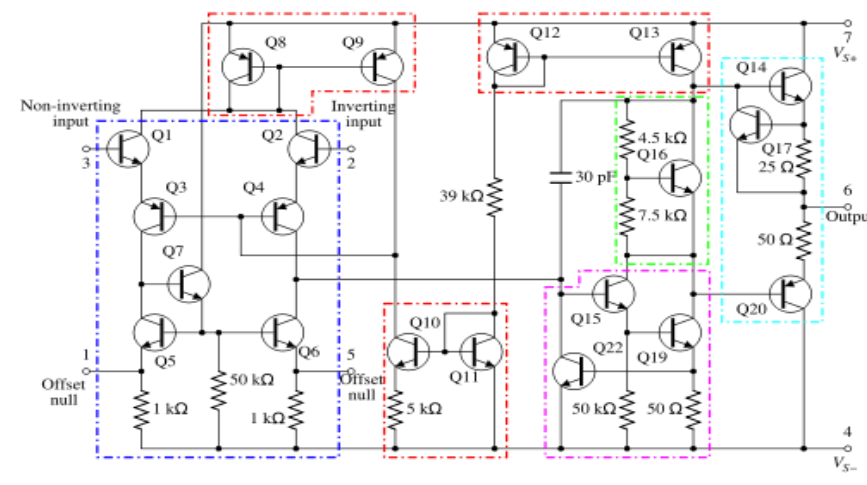 Q8
Q9
Q12
Q13
7
V_S+
Q14
Non-inverting
input
Inverting
input
Q1
Q2
3
2
Q17
25 Ω
4.5 kΩ
Q16
30 pF
6
Output
Q3
Q4
39 kΩ
7.5 kΩ
50 Ω
Q7
Q15
Q20
Q5
Q6
Q10
Q11
Q22
Q19
1
5
Offset
null
Offset
null
50 kΩ
1 kΩ
1 kΩ
5 kΩ
50 kΩ
50 Ω
4
V_S−